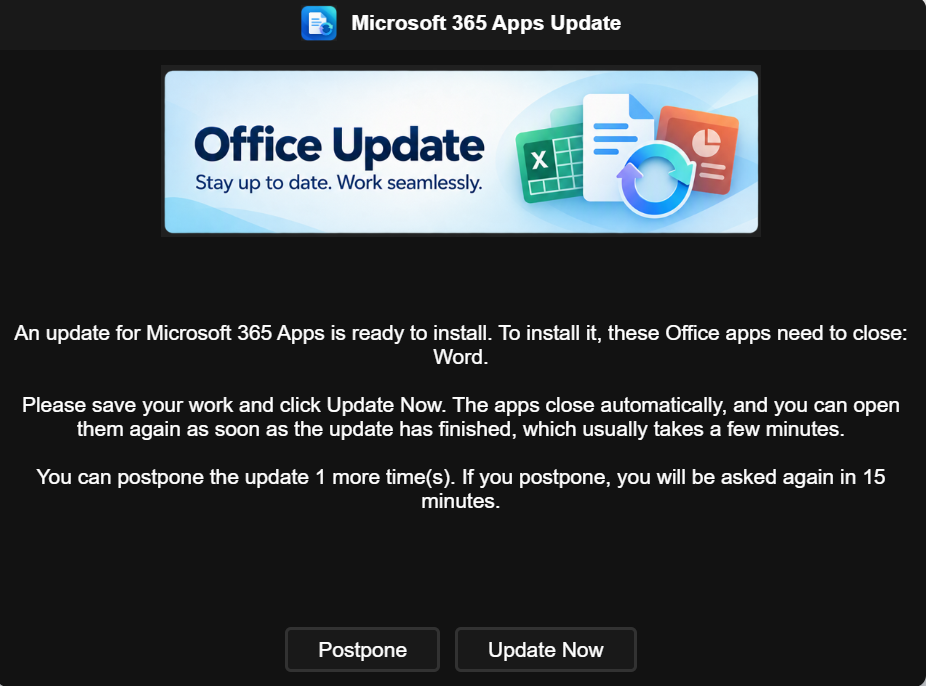 Microsoft 365 Apps Update
Office Update
Stay up to date. Work seamlessly.
X
An update for Microsoft 365 Apps is ready to install. To install it, these Office apps need to close:
Word.
Please save your work and click Update Now. The apps close automatically, and you can open
them again as soon as the update has finished, which usually takes a few minutes.
You can postpone the update 1 more time(s). If you postpone, you will be asked again in 15
minutes.
Postpone
Update Now